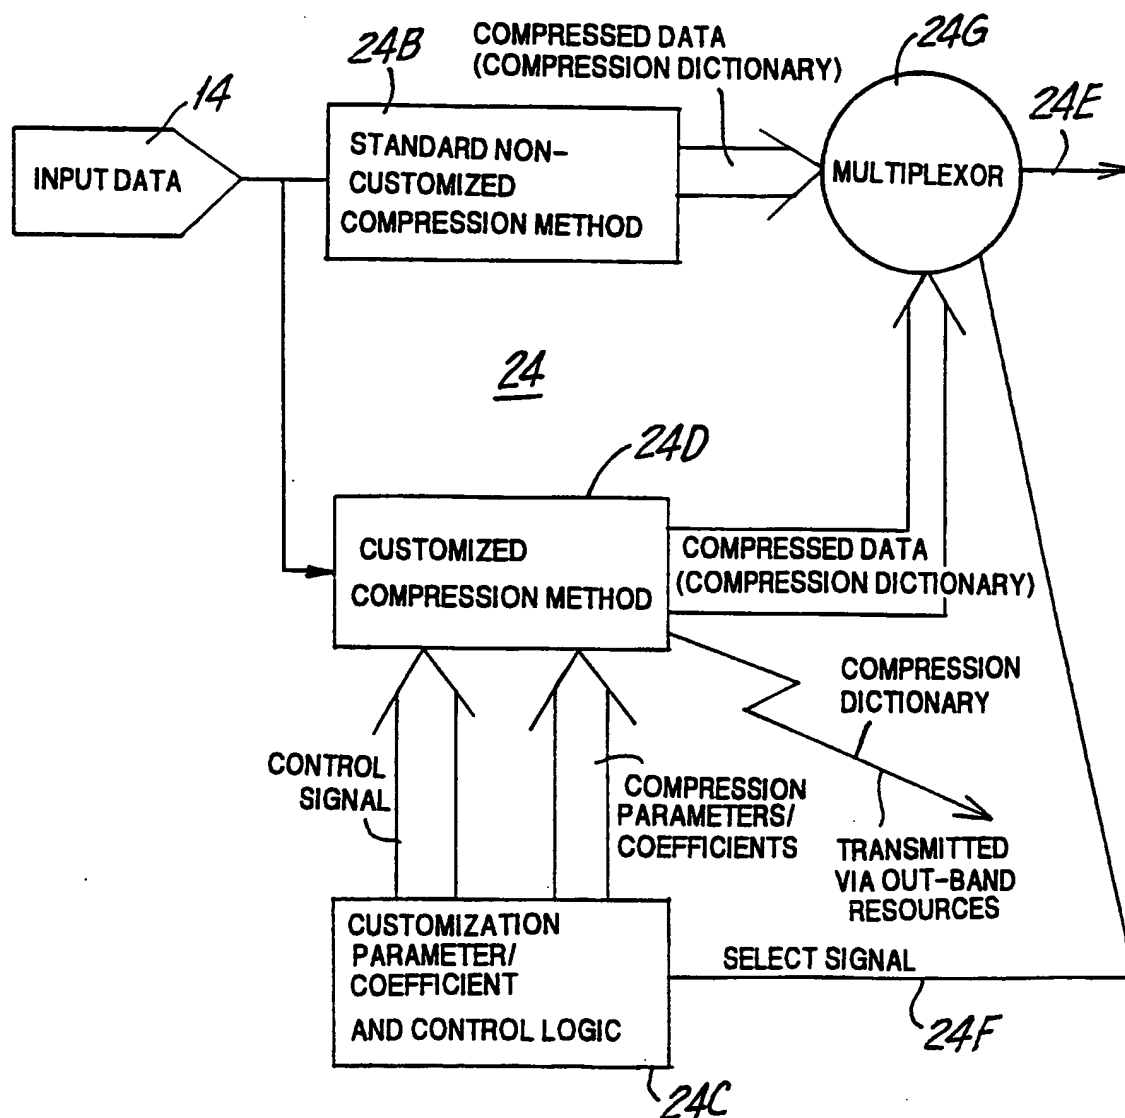 24B
COMPRESSED DATA
(COMPRESSION DICTIONARY)
24G
14
24E
INPUT DATA
STANDARD NON-
CUSTOMIZED
COMPRESSION METHOD
MULTIPLEXOR
24
24D
CUSTOMIZED
COMPRESSION METHOD
COMPRESSED DATA
(COMPRESSION DICTIONARY)
COMPRESSION
DICTIONARY
CONTROL
SIGNAL
COMPRESSION
PARAMETERS/
COEFFICIENTS
TRANSMITTED
VIA OUT-BAND
RESOURCES
CUSTOMIZATION
PARAMETER/
COEFFICIENT
AND CONTROL LOGIC
SELECT SIGNAL
24F
24C